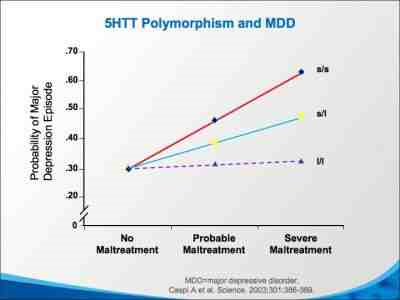 5HTT Polymorphism and MDD
Probability of Major
Depression Episode
.70
.60
.50
.40
.30
.20
0
s/s
s/l
l/l
No
Maltreatment
Probable
Maltreatment
Severe
Maltreatment
MDD=major depressive disorder.
Caspi A et al. Science. 2003;301:386-389.